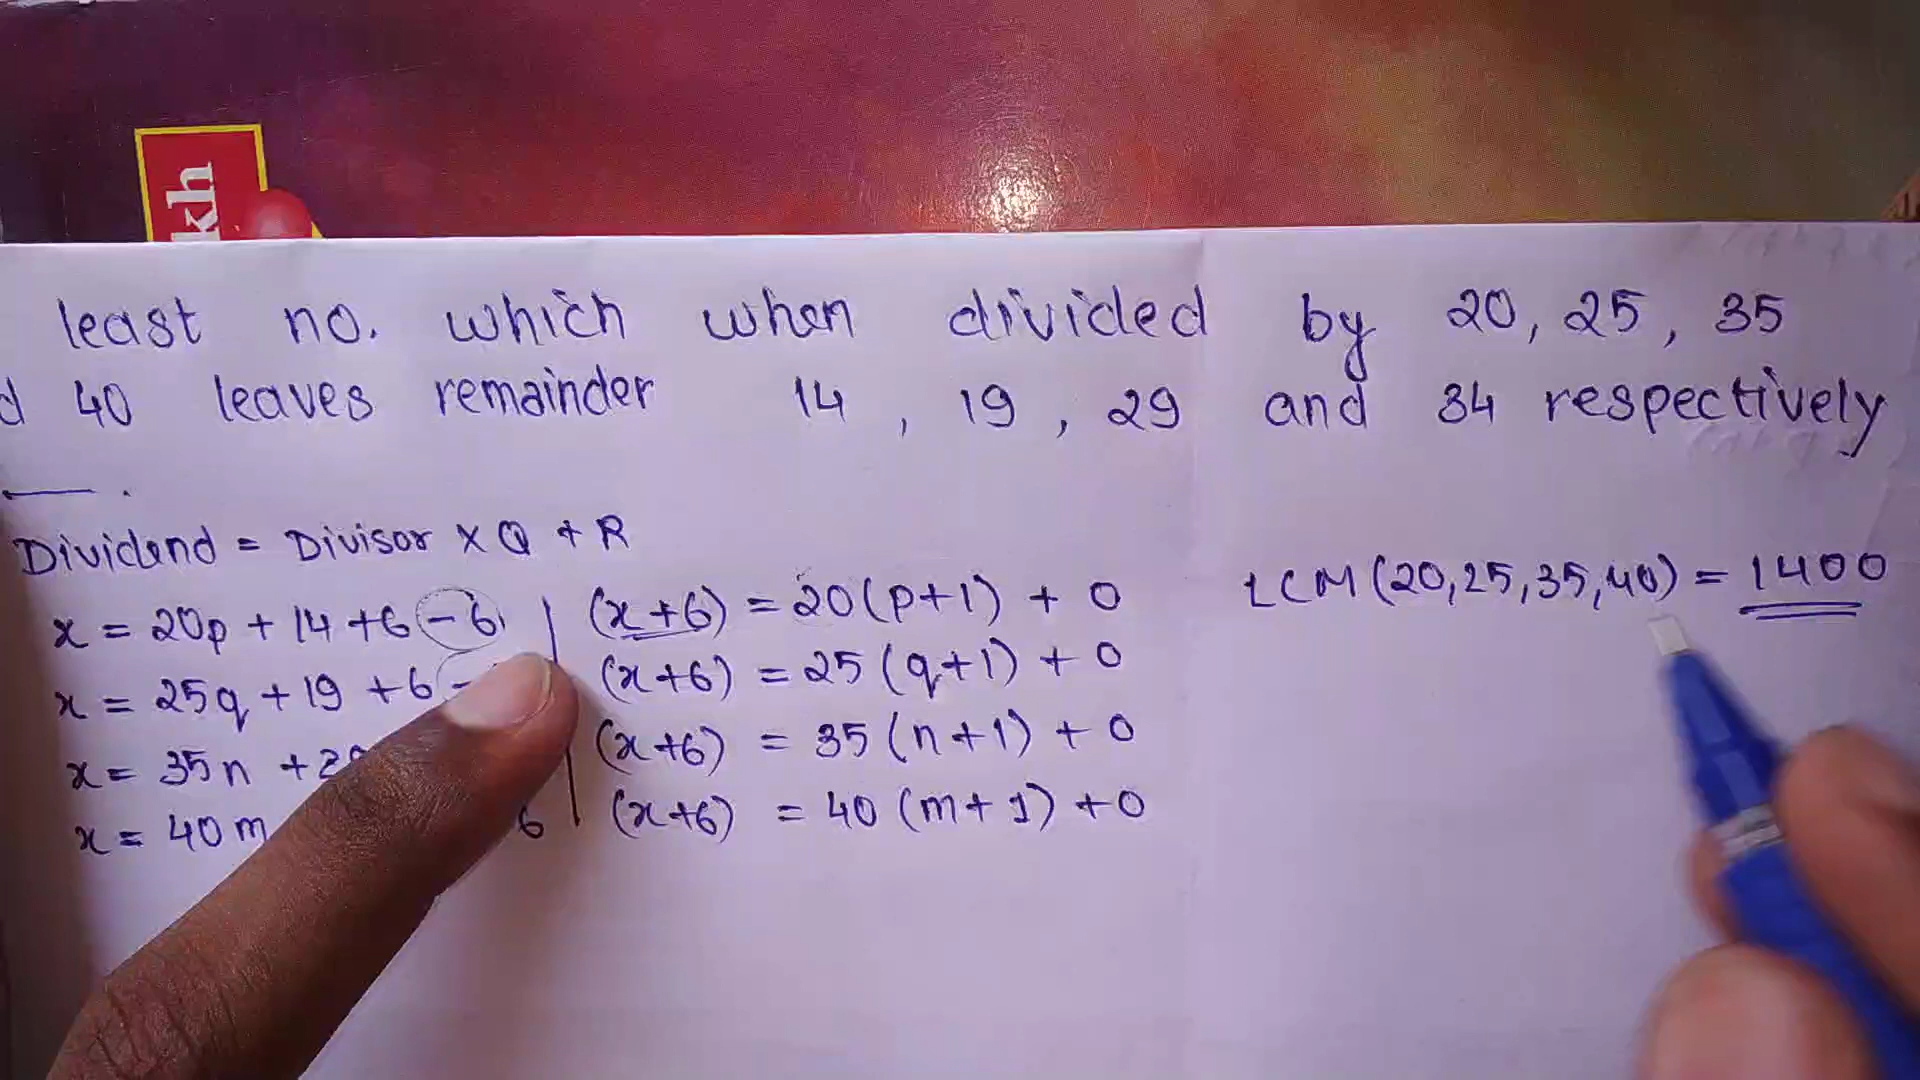 kh
least no. which when divided by 20, 25, 35
d 40 leaves remainder 14, 19, 29 and 34 respectively
.
Dividend = Divisor x Q + R
x = 20p + 14 + 6 - 6 | (x+6) = 20(p+1) + 0
x = 25q + 19 + 6 - | (x+6) = 25(q+1) + 0
x = 35n + 29 | (x+6) = 35(n+1) + 0
x = 40m 6 | (x+6) = 40(m+1) + 0
LCM(20,25,35,40) = 1400